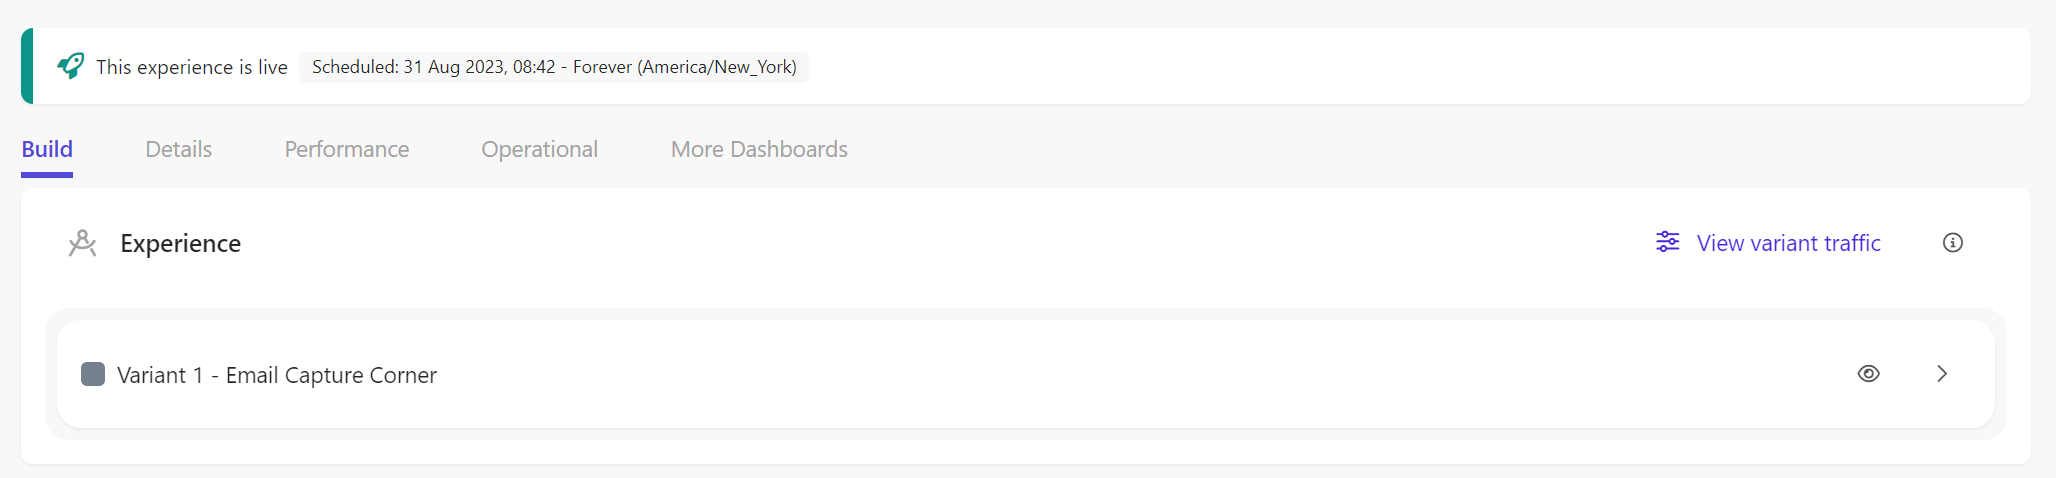 This experience is live Scheduled: 31 Aug 2023, 08:42 - Forever (America/New_York)
Build Details Performance Operational More Dashboards
Experience View variant traffic
Variant 1 - Email Capture Corner